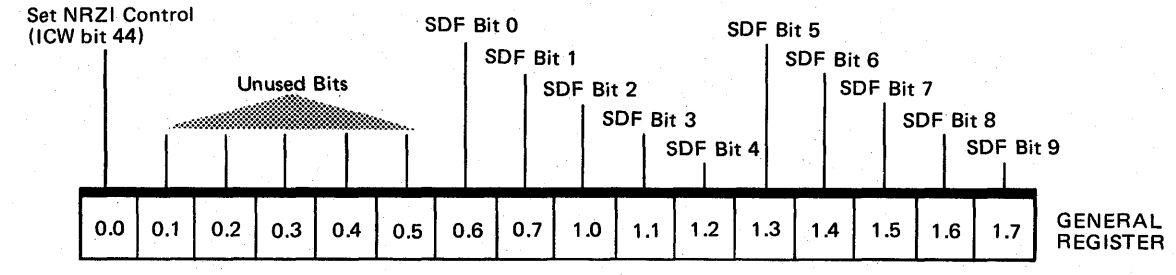 Set NRZI Control
(ICW bit 44)
Unused Bits
SDF Bit 0
SDF Bit 1
SDF Bit 2
SDF Bit 3
SDF Bit 4
SDF Bit 5
SDF Bit 6
SDF Bit 7
SDF Bit 8
SDF Bit 9
0.0 0.1 0.2 0.3 0.4 0.5 0.6 0.7 1.0 1.1 1.2 1.3 1.4 1.5 1.6 1.7
GENERAL
REGISTER